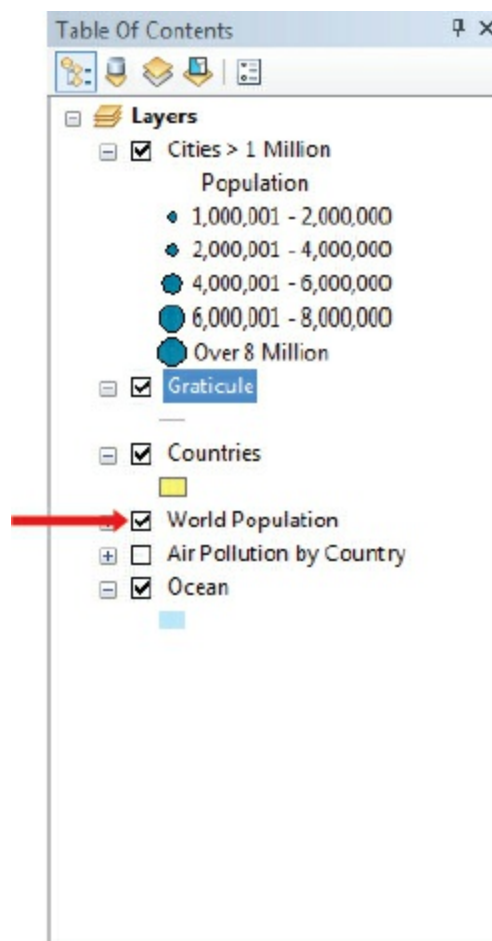 Table Of Contents
Layers
Cities > 1 Million
Population
1,000,001 - 2,000,000
2,000,001 - 4,000,000
4,000,001 - 6,000,000
6,000,001 - 8,000,000
Over 8 Million
Graticule
Countries
World Population
Air Pollution by Country
Ocean